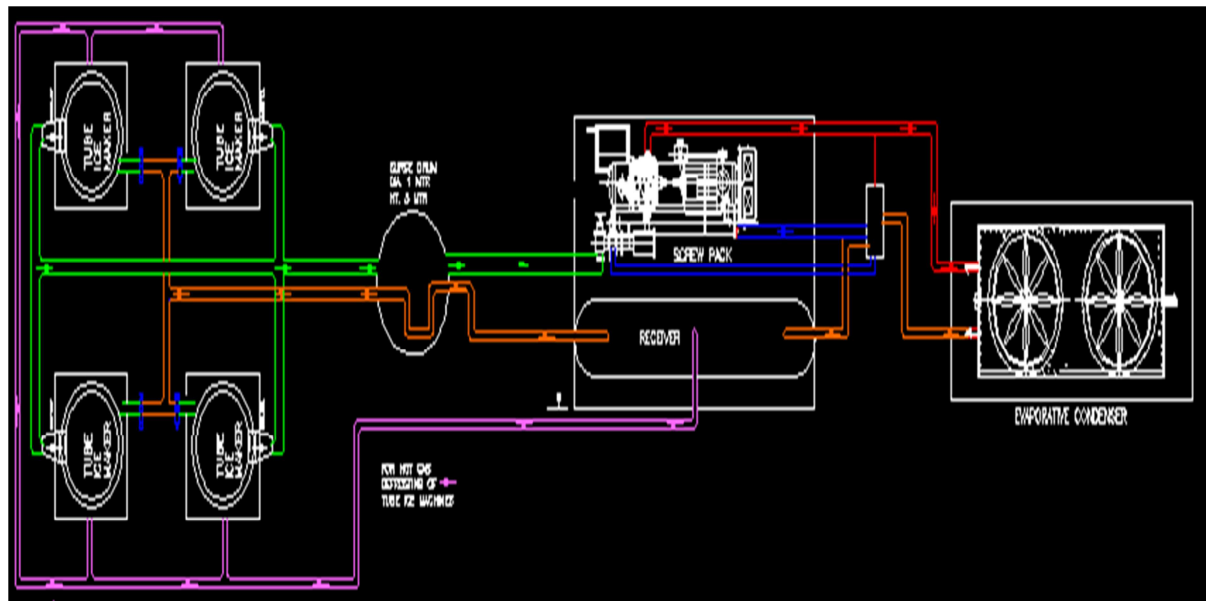 TUBE
ICE
MAKER
TUBE
ICE
MAKER
SURGE DRUM
DIA. 1 MTR
HT. 3 MTR
SCREW PACK
RECEIVER
EVAPORATIVE CONDENSER
TUBE
ICE
MAKER
TUBE
ICE
MAKER
FOR HOT GAS
DEFROSTING OF
TUBE ICE MACHINES